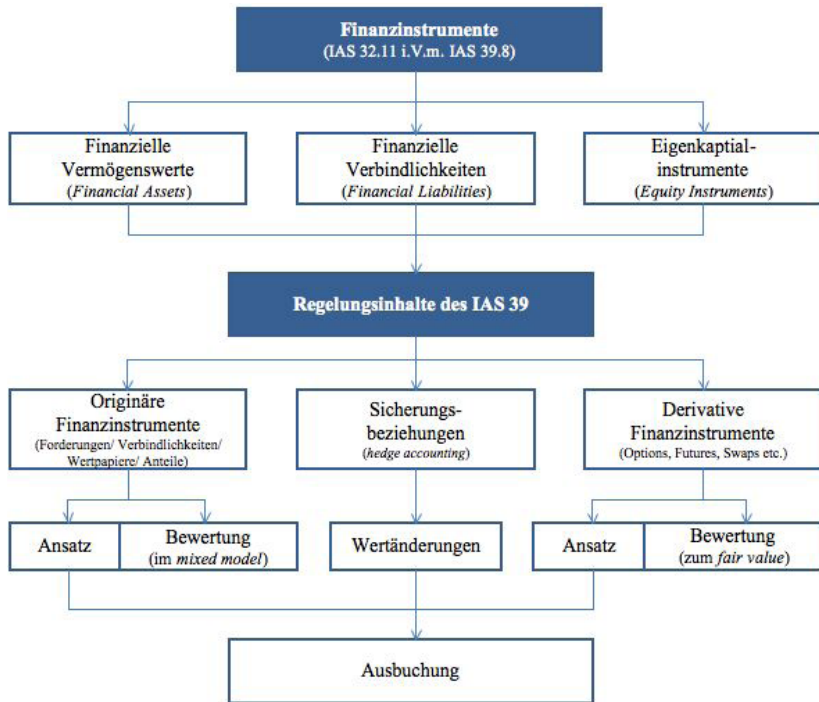 Finanzinstrumente
(IAS 32.11 i.V.m. IAS 39.8)
Finanzielle
Vermögenswerte
(Financial Assets)
Finanzielle
Verbindlichkeiten
(Financial Liabilities)
Eigenkaptial-
instrumente
(Equity Instruments)
Regelungsinhalte des IAS 39
Originäre
Finanzinstrumente
(Forderungen/ Verbindlichkeiten/
Wertpapiere/ Anteile)
Sicherungs-
beziehungen
(hedge accounting)
Derivative
Finanzinstrumente
(Options, Futures, Swaps etc.)
Ansatz
Bewertung
(im mixed model)
Wertänderungen
Ansatz
Bewertung
(zum fair value)
Ausbuchung